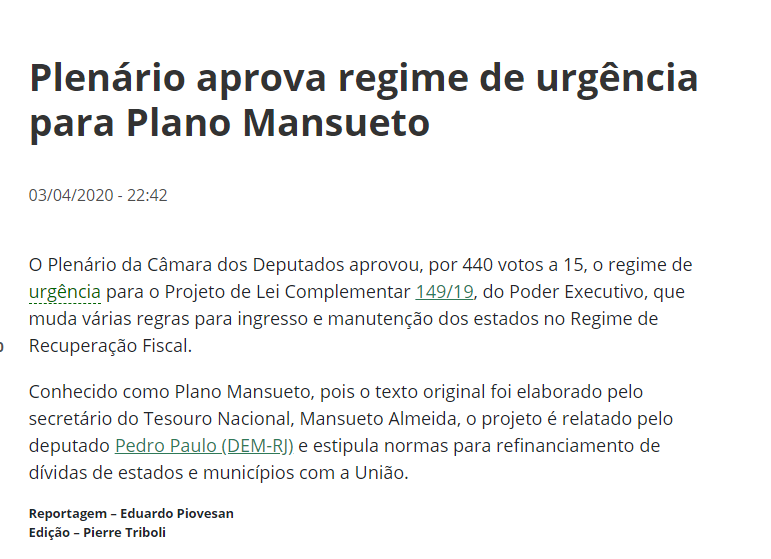 Plenário aprova regime de urgência
para Plano Mansueto
03/04/2020 - 22:42
O Plenário da Câmara dos Deputados aprovou, por 440 votos a 15, o regime de
urgência para o Projeto de Lei Complementar 149/19, do Poder Executivo, que
muda várias regras para ingresso e manutenção dos estados no Regime de
Recuperação Fiscal.
Conhecido como Plano Mansueto, pois o texto original foi elaborado pelo
secretário do Tesouro Nacional, Mansueto Almeida, o projeto é relatado pelo
deputado Pedro Paulo (DEM-RJ) e estipula normas para refinanciamento de
dívidas de estados e municípios com a União.
Reportagem – Eduardo Piovesan
Edição – Pierre Triboli